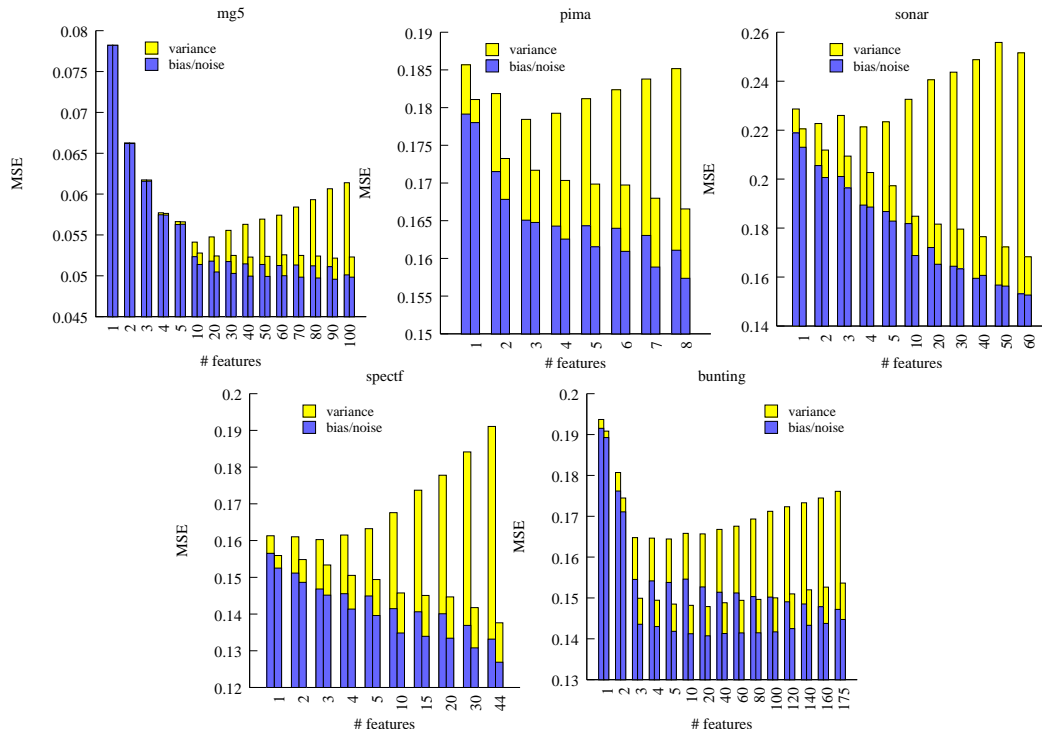 mg5
0.08
0.075
0.07
0.065
0.06
0.055
0.05
0.045
MSE
variance
bias/noise
1 2 3 4 5 10 20 30 40 50 60 70 80 90 100
# features
pima
0.19
0.185
0.18
0.175
0.17
0.165
0.16
0.155
0.15
MSE
variance
bias/noise
1 2 3 4 5 6 7 8
# features
sonar
0.26
0.24
0.22
0.2
0.18
0.16
0.14
MSE
variance
bias/noise
1 2 3 4 5 10 20 30 40 50 60
# features
spectf
0.2
0.19
0.18
0.17
0.16
0.15
0.14
0.13
0.12
MSE
variance
bias/noise
1 2 3 4 5 10 15 20 30 44
# features
bunting
0.2
0.19
0.18
0.17
0.16
0.15
0.14
0.13
MSE
variance
bias/noise
1 2 3 4 5 10 20 40 60 80 100 120 140 160 175
# features